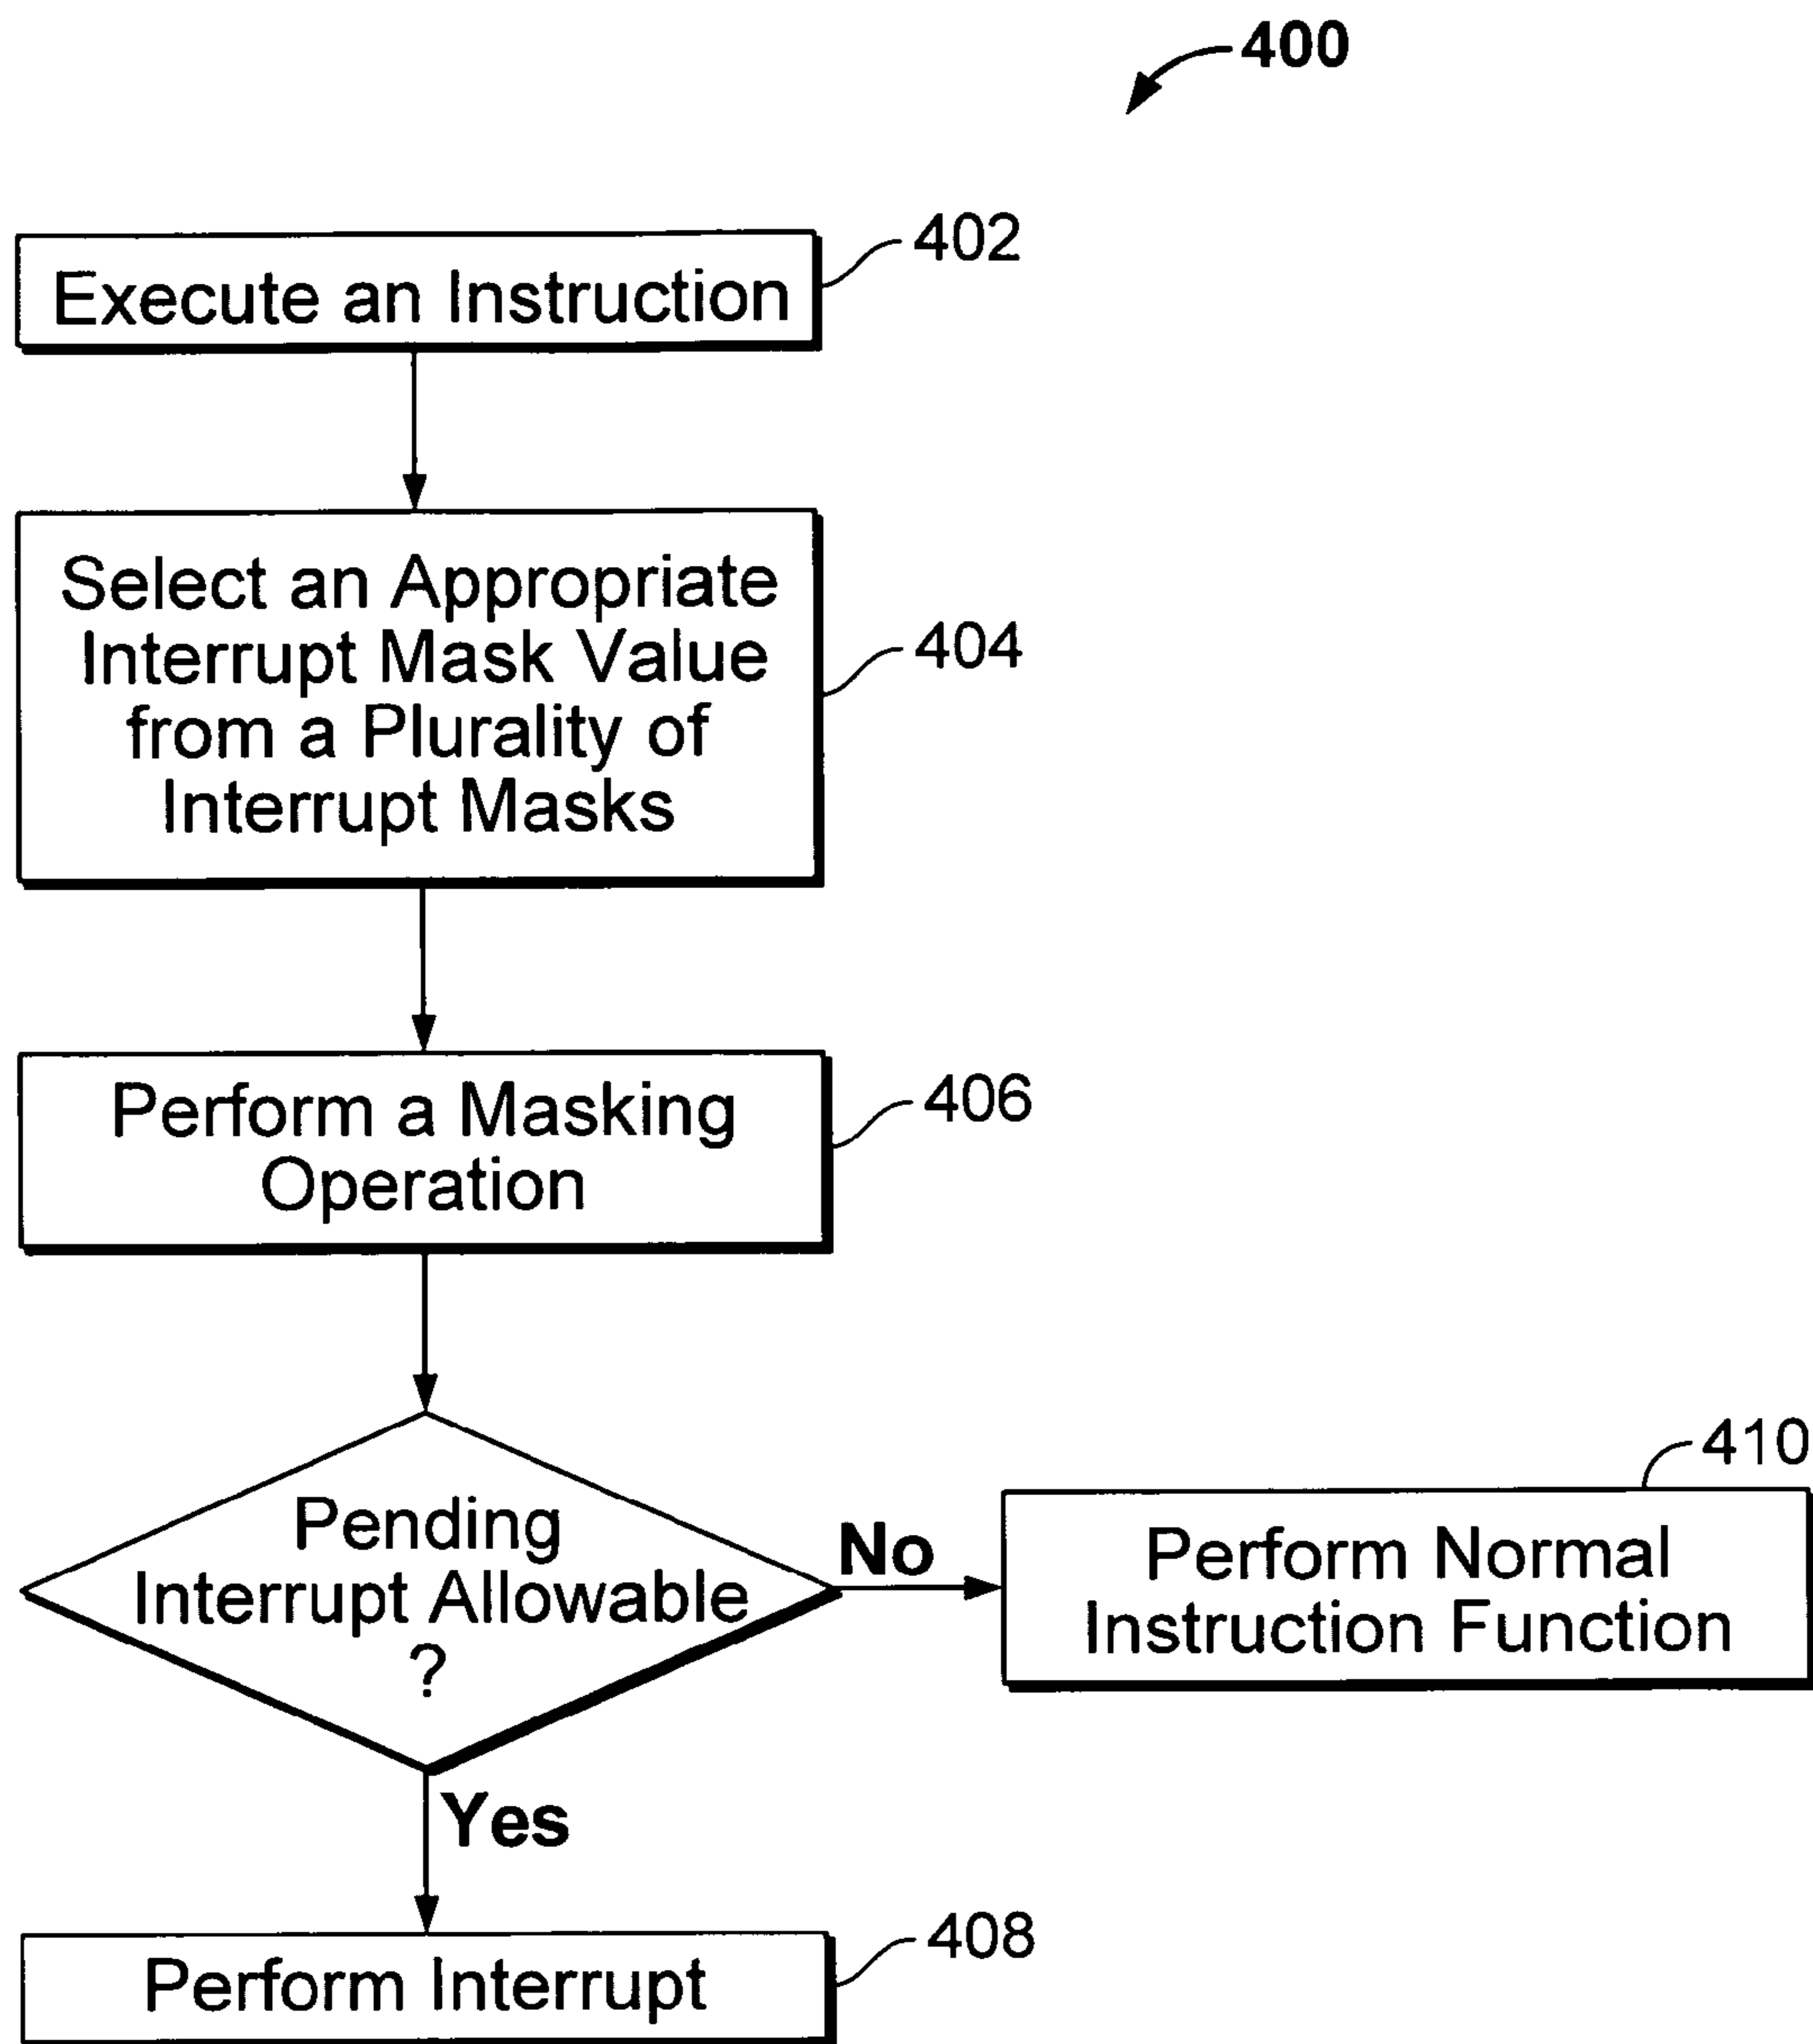 400
402
Execute an Instruction
Select an Appropriate
Interrupt Mask Value
from a Plurality of
Interrupt Masks
404
Perform a Masking
Operation
406
Pending
Interrupt Allowable
?
No
410
Perform Normal
Instruction Function
Yes
408
Perform Interrupt